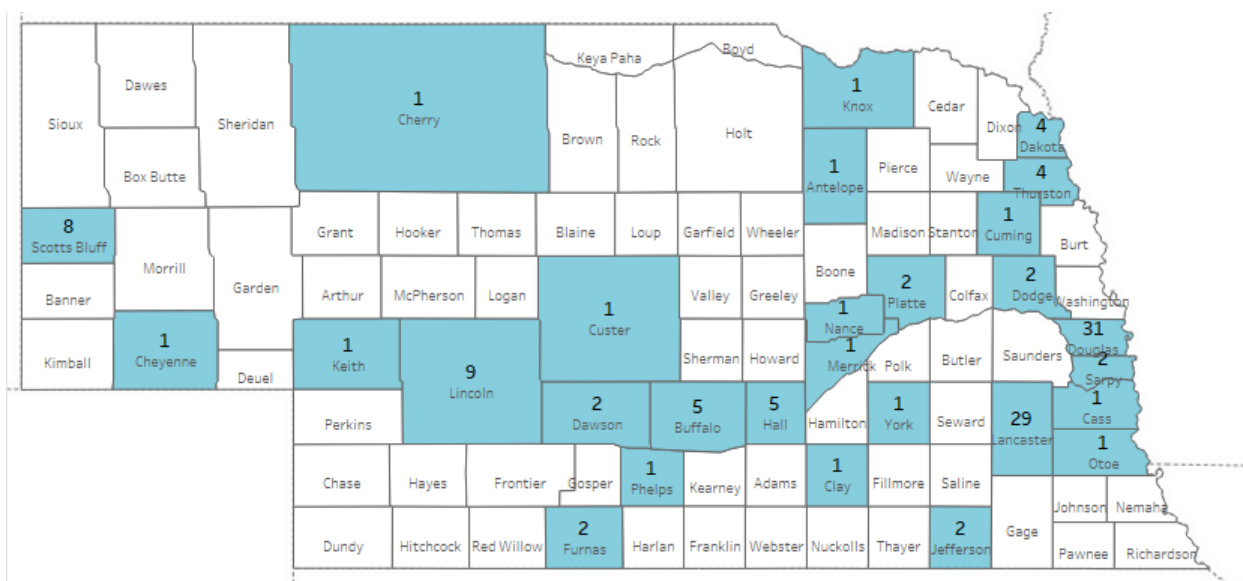 Sioux
Dawes
Box Butte
Sheridan
1
Cherry
Keya Paha
Boyd
Brown
Rock
Holt
1
Knox
Cedar
Dixon
4
Dakota
1
Antelope
Pierce
Wayne
4
Thurston
8
Scotts Bluff
Morrill
Garden
Grant
Hooker
Thomas
Blaine
Loup
Garfield
Wheeler
Boone
Madison
Stanton
1
Cuming
Burt
Banner
Arthur
McPherson
Logan
1
Custer
Valley
Greeley
1
Nance
2
Platte
Colfax
2
Dodge
Washington
Kimball
1
Cheyenne
Deuel
1
Keith
9
Lincoln
Sherman
Howard
1
Merrick
Polk
Butler
Saunders
31
Douglas
2
Sarpy
Perkins
2
Dawson
5
Buffalo
5
Hall
Hamilton
1
York
Seward
29
Lancaster
1
Cass
1
Otoe
Chase
Hayes
Frontier
Gosper
1
Phelps
Kearney
Adams
1
Clay
Fillmore
Saline
Gage
Johnson
Nemaha
Dundy
Hitchcock
Red Willow
2
Furnas
Harlan
Franklin
Webster
Nuckolls
Thayer
2
Jefferson
Pawnee
Richardson